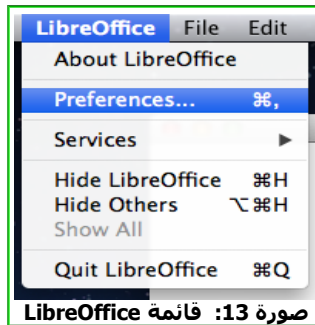 LibreOffice File Edit
About LibreOffice
Preferences... ⌘,
Services ▶
Hide LibreOffice ⌘H
Hide Others ⌥⌘H
Show All
Quit LibreOffice ⌘Q
صورة 13: قائمة LibreOffice